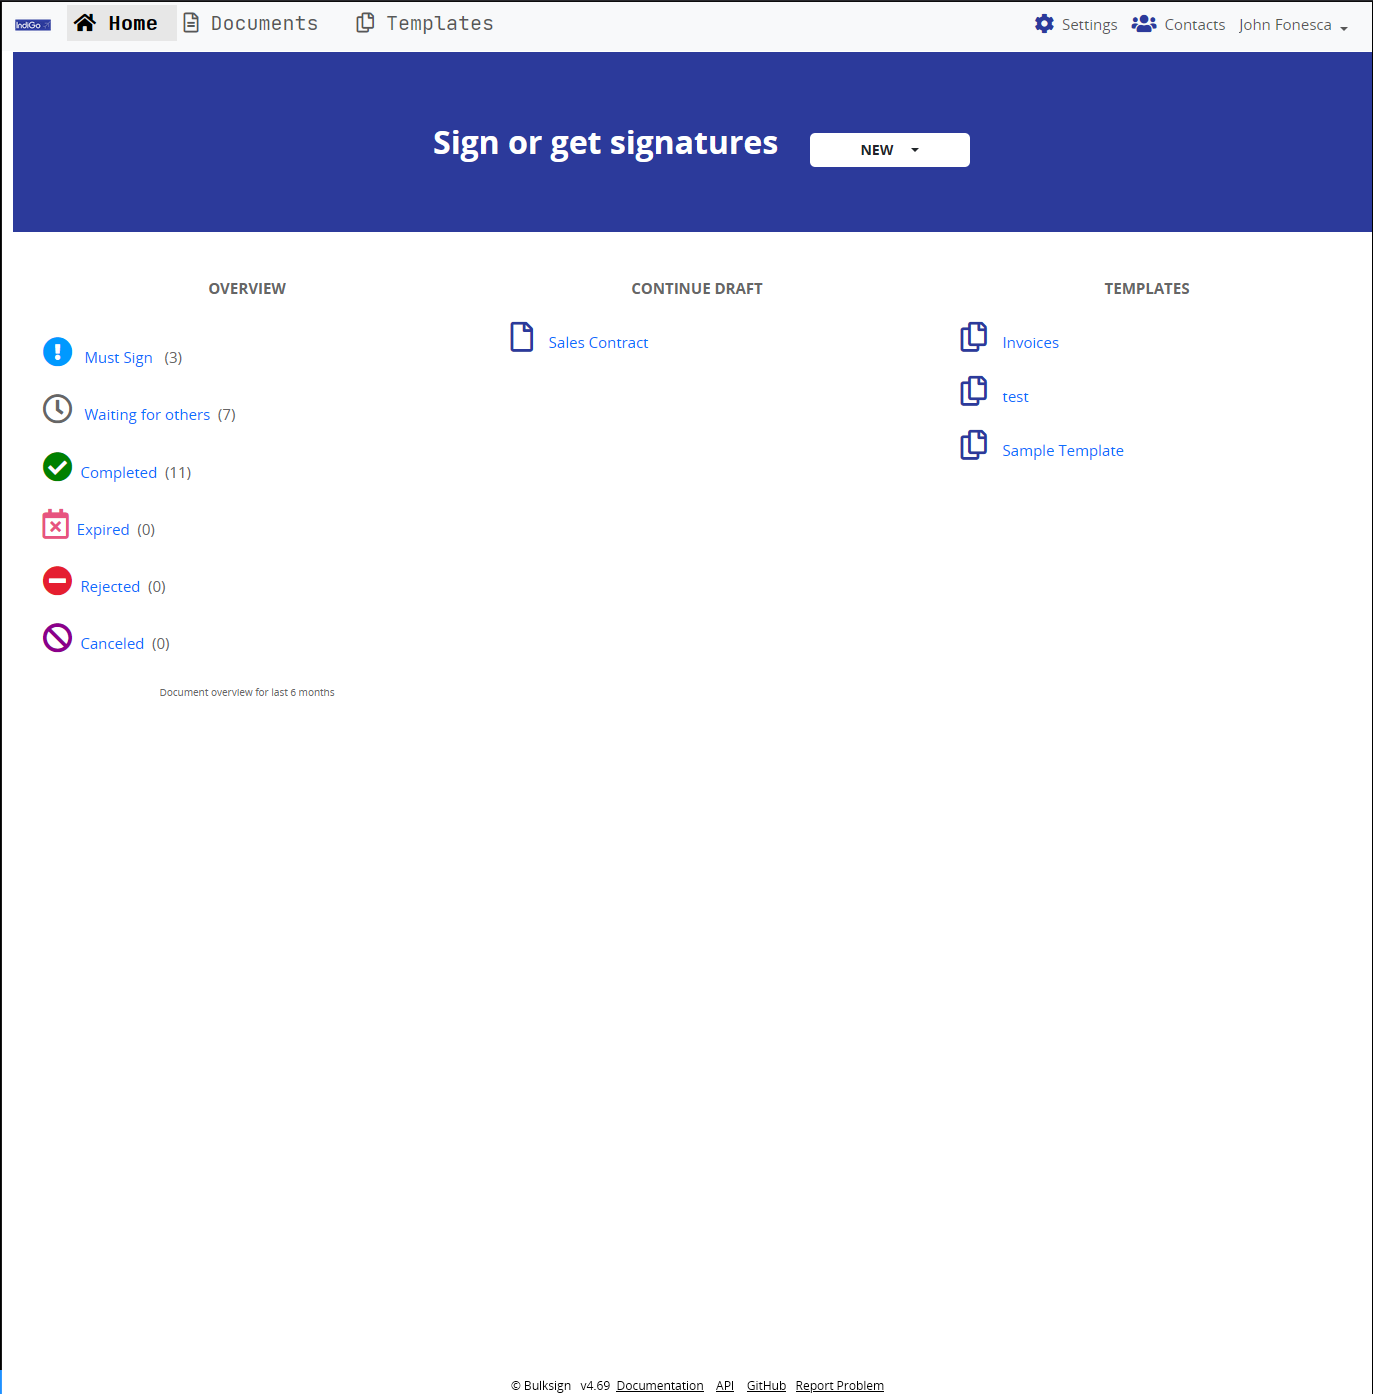 IndiGo Home Documents Templates Settings Contacts John Fonesca
Sign or get signatures NEW
OVERVIEW
Must Sign (3)
Waiting for others (7)
Completed (11)
Expired (0)
Rejected (0)
Canceled (0)
Document overview for last 6 months
CONTINUE DRAFT
Sales Contract
TEMPLATES
Invoices
test
Sample Template
© Bulksign v4.69 Documentation API GitHub Report Problem